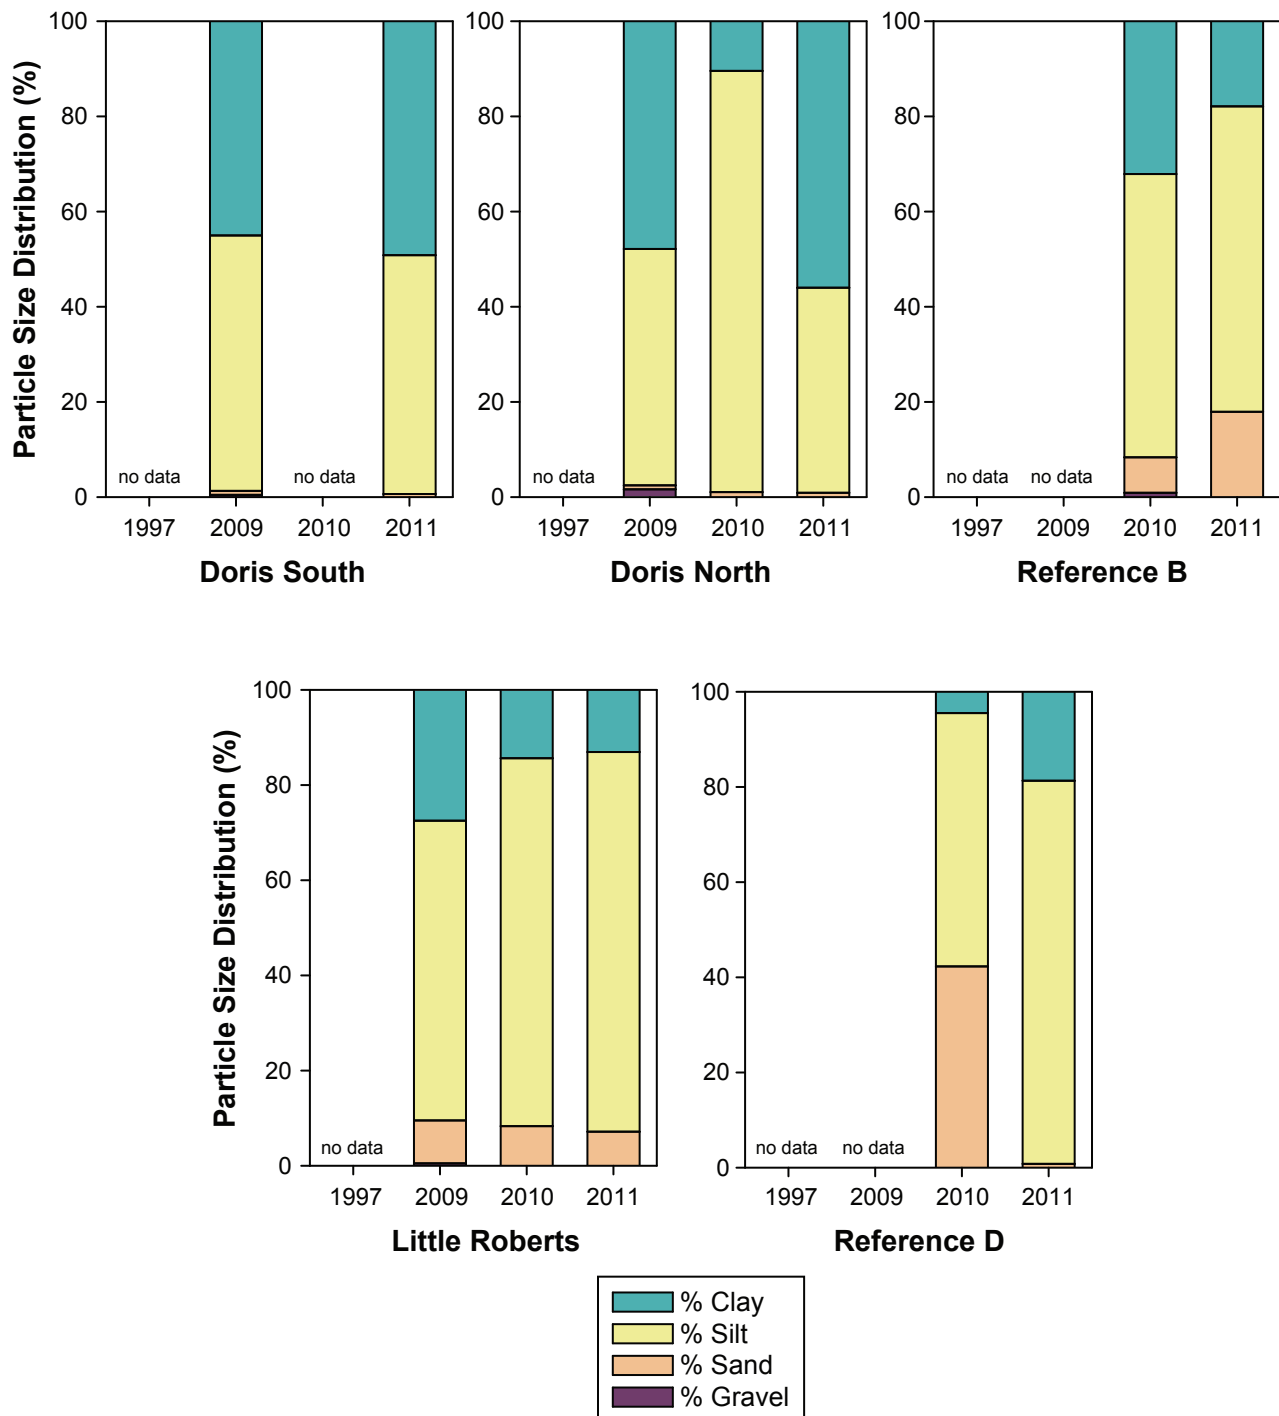 Particle Size Distribution (%)
100
80
60
40
20
0
no data
no data
1997 2009 2010 2011
Doris South
100
80
60
40
20
0
no data
1997 2009 2010 2011
Doris North
100
80
60
40
20
0
no data
no data
1997 2009 2010 2011
Reference B
Particle Size Distribution (%)
100
80
60
40
20
0
no data
1997 2009 2010 2011
Little Roberts
100
80
60
40
20
0
no data
no data
1997 2009 2010 2011
Reference D
% Clay
% Silt
% Sand
% Gravel